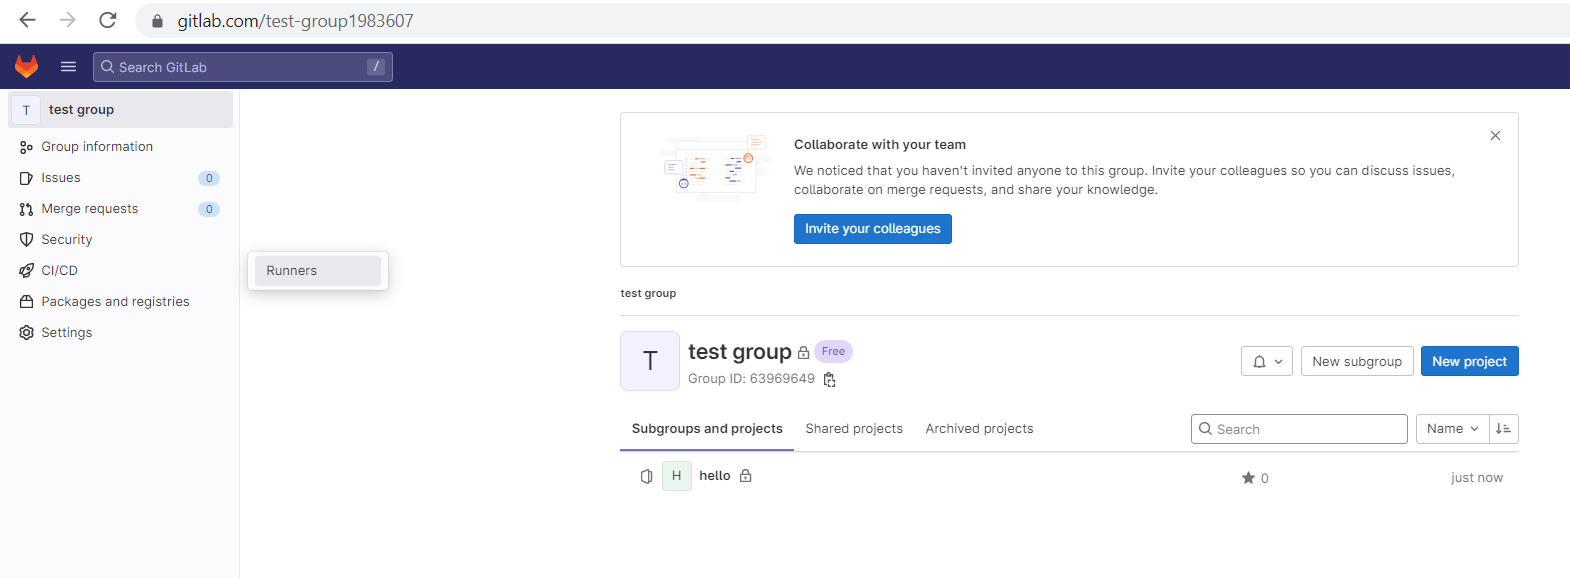 gitlab.com/test-group1983607
Search GitLab
/
T
test group
Group information
Issues
0
Merge requests
0
Security
CI/CD
Packages and registries
Settings
Runners
Collaborate with your team
We noticed that you haven't invited anyone to this group. Invite your colleagues so you can discuss issues,
collaborate on merge requests, and share your knowledge.
Invite your colleagues
test group
T
test group
Free
Group ID: 63969649
New subgroup
New project
Subgroups and projects
Shared projects
Archived projects
Search
Name
H
hello
0
just now